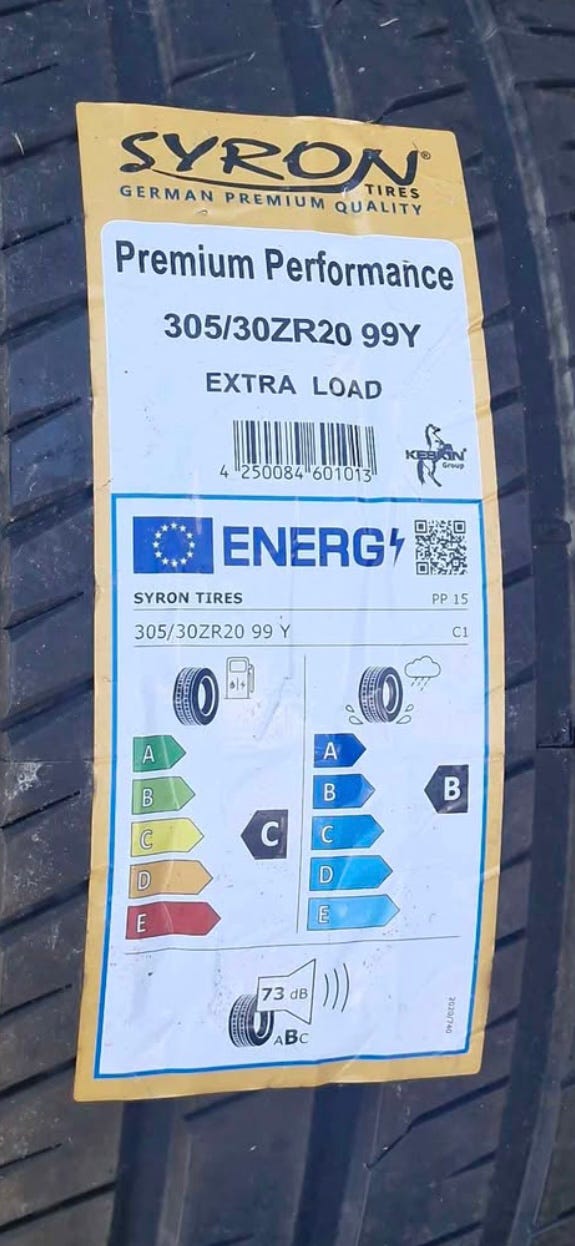 SYRON®
TIRES
GERMAN PREMIUM QUALITY
Premium Performance
305/30ZR20 99Y
EXTRA LOAD
4 250084 601013
KESKIN
Group
ENERG
SYRON TIRES PP 15
305/30ZR20 99 Y C1
A A
B B B
C C C
D D
E E
73 dB
ABC
2020/740